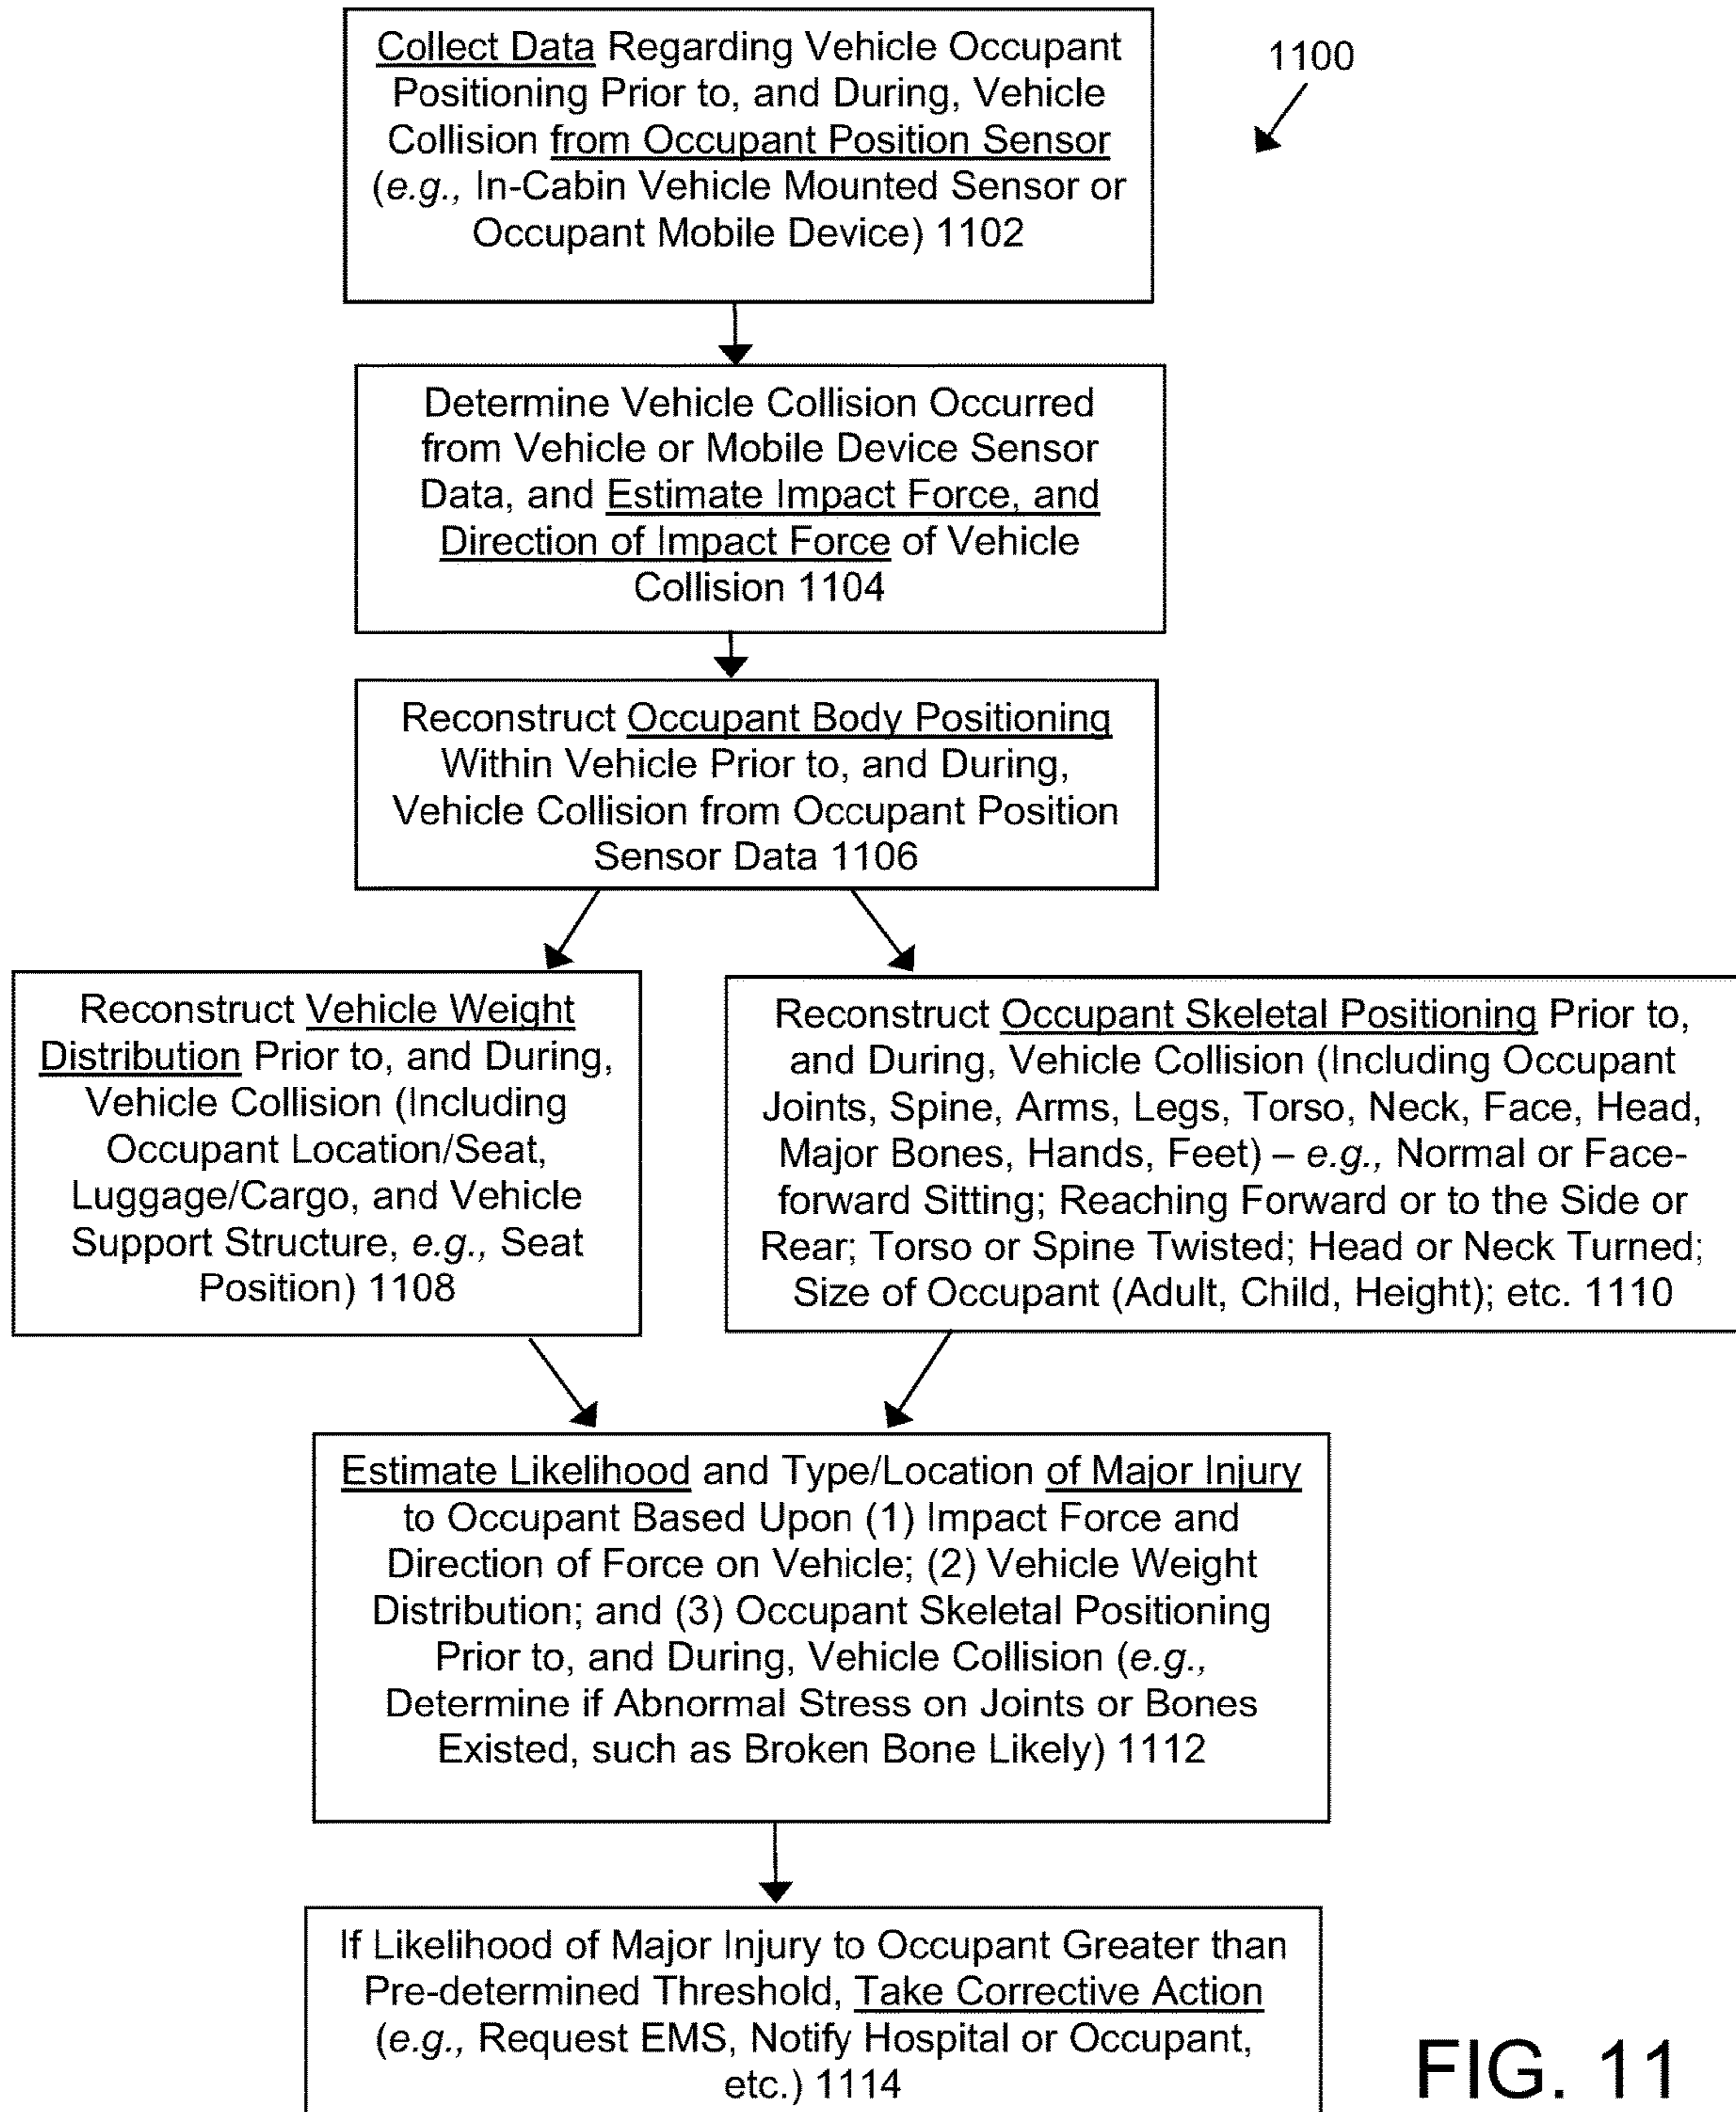 Collect Data Regarding Vehicle Occupant
Positioning Prior to, and During, Vehicle
Collision from Occupant Position Sensor
(e.g., In-Cabin Vehicle Mounted Sensor or
Occupant Mobile Device) 1102
1100
Determine Vehicle Collision Occurred
from Vehicle or Mobile Device Sensor
Data, and Estimate Impact Force, and
Direction of Impact Force of Vehicle
Collision 1104
Reconstruct Occupant Body Positioning
Within Vehicle Prior to, and During,
Vehicle Collision from Occupant Position
Sensor Data 1106
Reconstruct Vehicle Weight
Distribution Prior to, and During,
Vehicle Collision (Including
Occupant Location/Seat,
Luggage/Cargo, and Vehicle
Support Structure, e.g., Seat
Position) 1108
Reconstruct Occupant Skeletal Positioning Prior to,
and During, Vehicle Collision (Including Occupant
Joints, Spine, Arms, Legs, Torso, Neck, Face, Head,
Major Bones, Hands, Feet) – e.g., Normal or Face-
forward Sitting; Reaching Forward or to the Side or
Rear; Torso or Spine Twisted; Head or Neck Turned;
Size of Occupant (Adult, Child, Height); etc. 1110
Estimate Likelihood and Type/Location of Major Injury
to Occupant Based Upon (1) Impact Force and
Direction of Force on Vehicle; (2) Vehicle Weight
Distribution; and (3) Occupant Skeletal Positioning
Prior to, and During, Vehicle Collision (e.g.,
Determine if Abnormal Stress on Joints or Bones
Existed, such as Broken Bone Likely) 1112
If Likelihood of Major Injury to Occupant Greater than
Pre-determined Threshold, Take Corrective Action
(e.g., Request EMS, Notify Hospital or Occupant,
etc.) 1114
FIG. 11